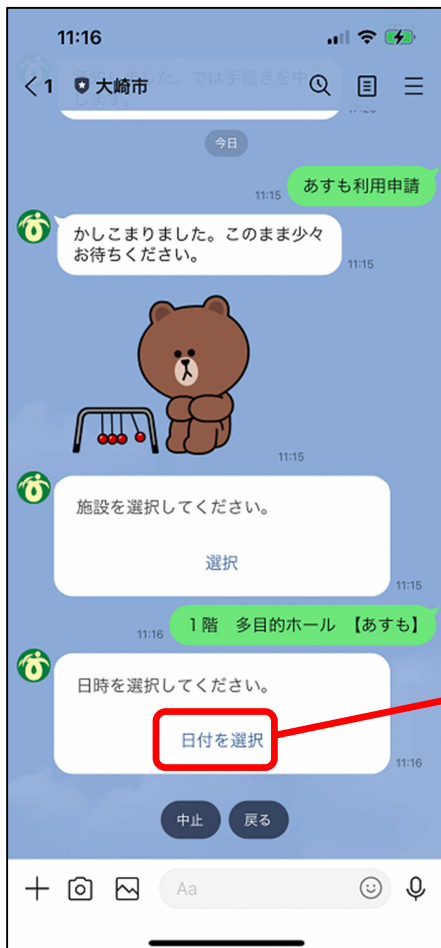 11:16
1 大崎市
今日
11:15 あすも利用申請
かしこまりました。このまま少々
お待ちください。
11:15
11:15
施設を選択してください。
選択
11:15
11:16 1階 多目的ホール 【あすも】
日時を選択してください。
日付を選択
11:16
中止 戻る
Aa